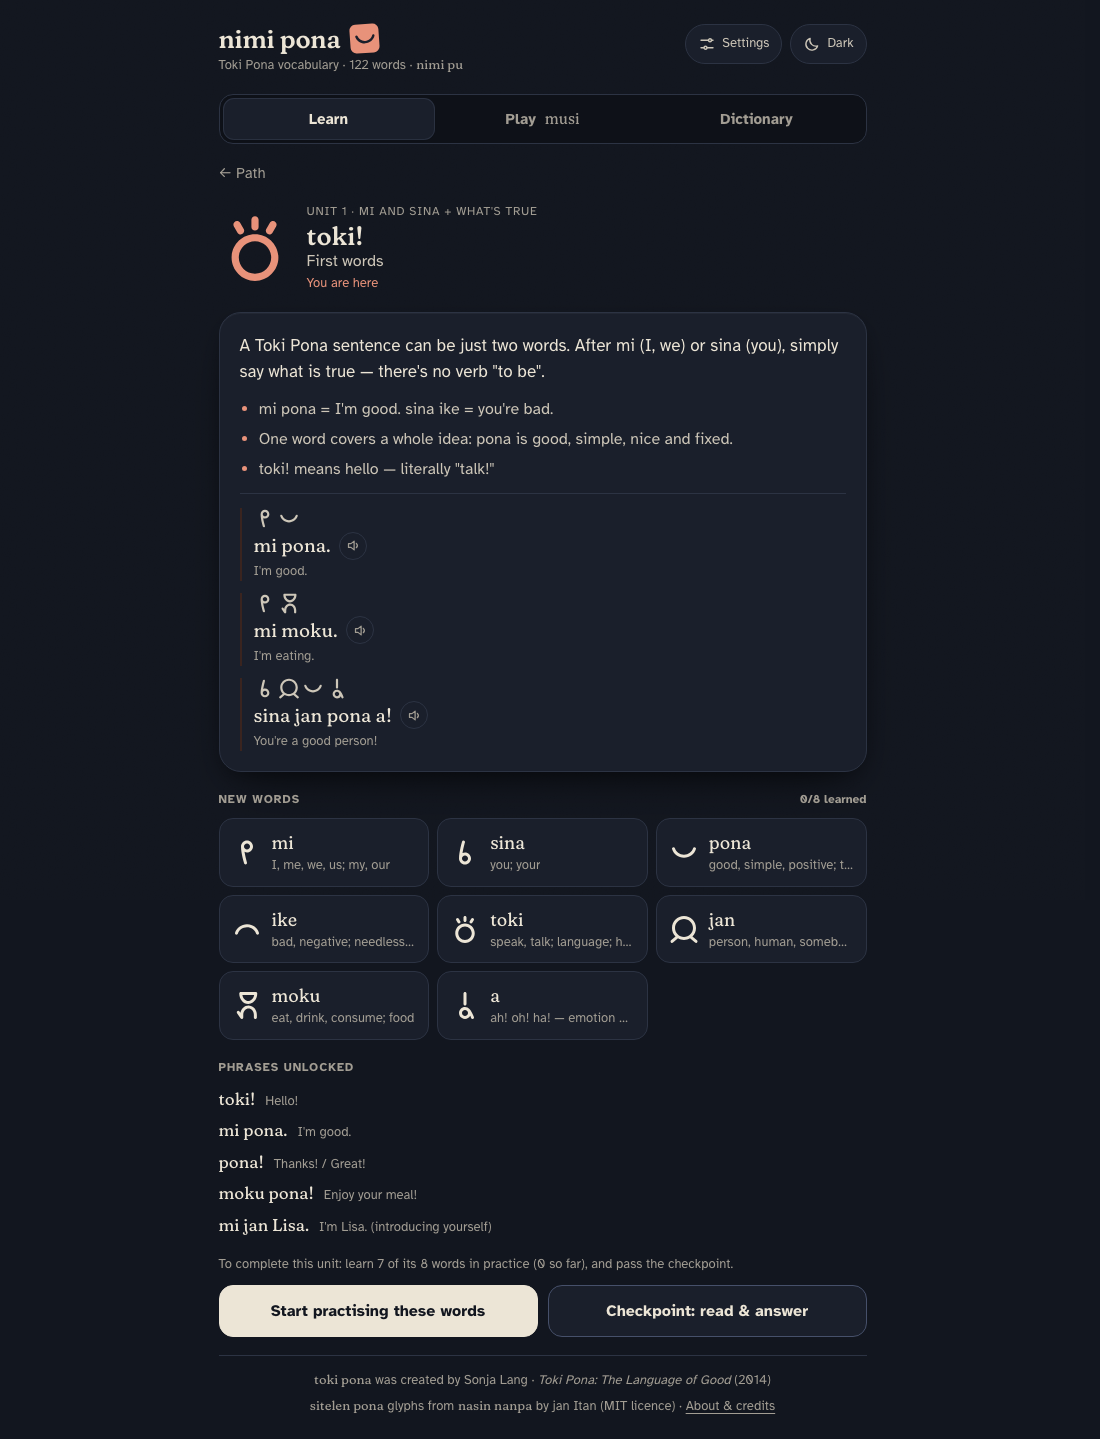 nimi pona
Toki Pona vocabulary · 122 words · nimi pu
Settings
Dark
Learn
Play musi
Dictionary
← Path
UNIT 1 · MI AND SINA + WHAT'S TRUE
toki!
First words
You are here
A Toki Pona sentence can be just two words. After mi (I, we) or sina (you), simply
say what is true — there's no verb "to be".
• mi pona = I'm good. sina ike = you're bad.
• One word covers a whole idea: pona is good, simple, nice and fixed.
• toki! means hello — literally "talk!"
mi pona.
I'm good.
mi moku.
I'm eating.
sina jan pona a!
You're a good person!
NEW WORDS
0/8 learned
mi
I, me, we, us; my, our
sina
you; your
pona
good, simple, positive; t...
ike
bad, negative; needless...
toki
speak, talk; language; h...
jan
person, human, someb...
moku
eat, drink, consume; food
a
ah! oh! ha! — emotion ...
PHRASES UNLOCKED
toki! Hello!
mi pona. I'm good.
pona! Thanks! / Great!
moku pona! Enjoy your meal!
mi jan Lisa. I'm Lisa. (introducing yourself)
To complete this unit: learn 7 of its 8 words in practice (0 so far), and pass the checkpoint.
Start practising these words
Checkpoint: read & answer
toki pona was created by Sonja Lang · Toki Pona: The Language of Good (2014)
sitelen pona glyphs from nasin nanpa by jan Itan (MIT licence) · About & credits